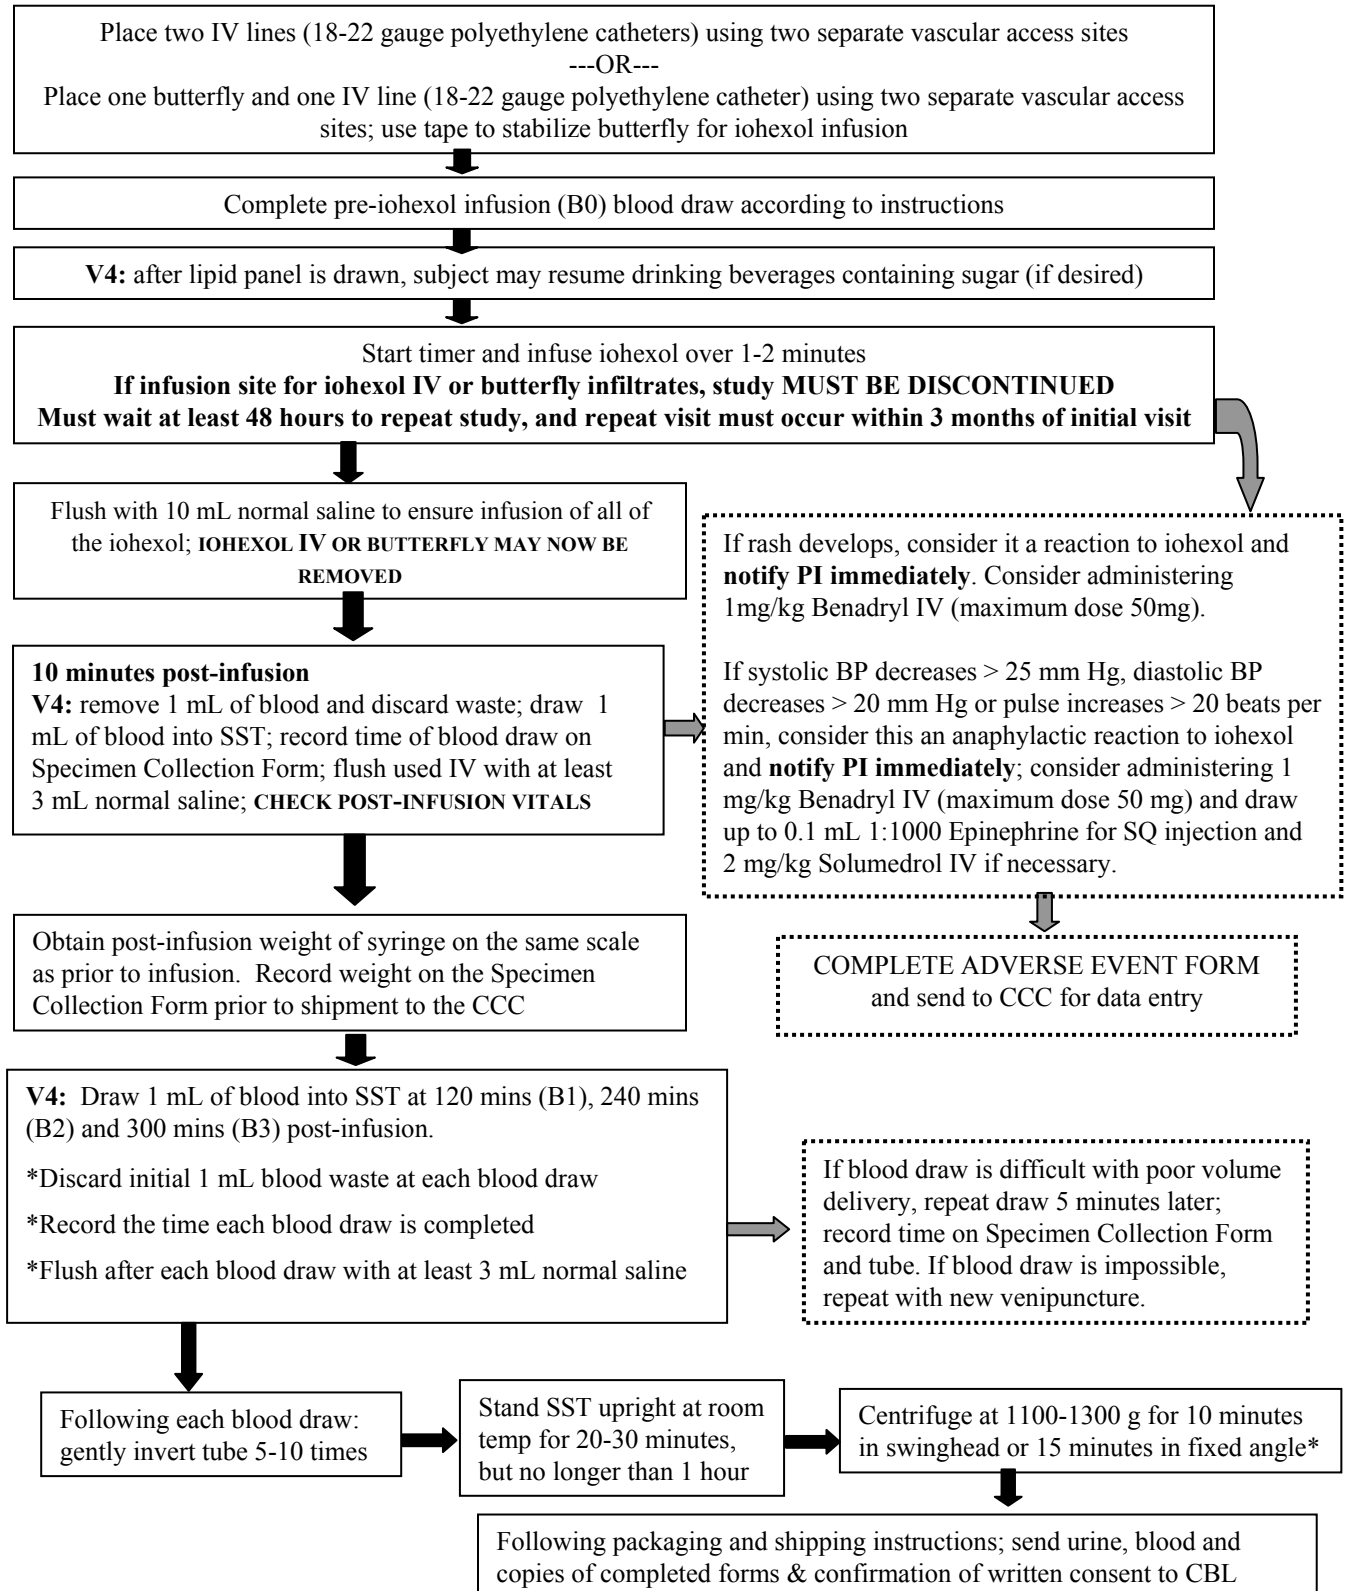 Place two IV lines (18-22 gauge polyethylene catheters) using two separate vascular access sites
---OR---
Place one butterfly and one IV line (18-22 gauge polyethylene catheter) using two separate vascular access
sites; use tape to stabilize butterfly for iohexol infusion
Complete pre-iohexol infusion (B0) blood draw according to instructions
V4: after lipid panel is drawn, subject may resume drinking beverages containing sugar (if desired)
Start timer and infuse iohexol over 1-2 minutes
If infusion site for iohexol IV or butterfly infiltrates, study MUST BE DISCONTINUED
Must wait at least 48 hours to repeat study, and repeat visit must occur within 3 months of initial visit
Flush with 10 mL normal saline to ensure infusion of all of
the iohexol; IOHEXOL IV OR BUTTERFLY MAY NOW BE
REMOVED
If rash develops, consider it a reaction to iohexol and
notify PI immediately. Consider administering
1mg/kg Benadryl IV (maximum dose 50mg).
If systolic BP decreases > 25 mm Hg, diastolic BP
decreases > 20 mm Hg or pulse increases > 20 beats per
min, consider this an anaphylactic reaction to iohexol
and notify PI immediately; consider administering 1
mg/kg Benadryl IV (maximum dose 50 mg) and draw
up to 0.1 mL 1:1000 Epinephrine for SQ injection and
2 mg/kg Solumedrol IV if necessary.
10 minutes post-infusion
V4: remove 1 mL of blood and discard waste; draw 1
mL of blood into SST; record time of blood draw on
Specimen Collection Form; flush used IV with at least
3 mL normal saline; CHECK POST-INFUSION VITALS
COMPLETE ADVERSE EVENT FORM
and send to CCC for data entry
Obtain post-infusion weight of syringe on the same scale
as prior to infusion. Record weight on the Specimen
Collection Form prior to shipment to the CCC
V4: Draw 1 mL of blood into SST at 120 mins (B1), 240 mins
(B2) and 300 mins (B3) post-infusion.
*Discard initial 1 mL blood waste at each blood draw
*Record the time each blood draw is completed
*Flush after each blood draw with at least 3 mL normal saline
If blood draw is difficult with poor volume
delivery, repeat draw 5 minutes later;
record time on Specimen Collection Form
and tube. If blood draw is impossible,
repeat with new venipuncture.
Following each blood draw:
gently invert tube 5-10 times
Stand SST upright at room
temp for 20-30 minutes,
but no longer than 1 hour
Centrifuge at 1100-1300 g for 10 minutes
in swinghead or 15 minutes in fixed angle*
Following packaging and shipping instructions; send urine, blood and
copies of completed forms & confirmation of written consent to CBL